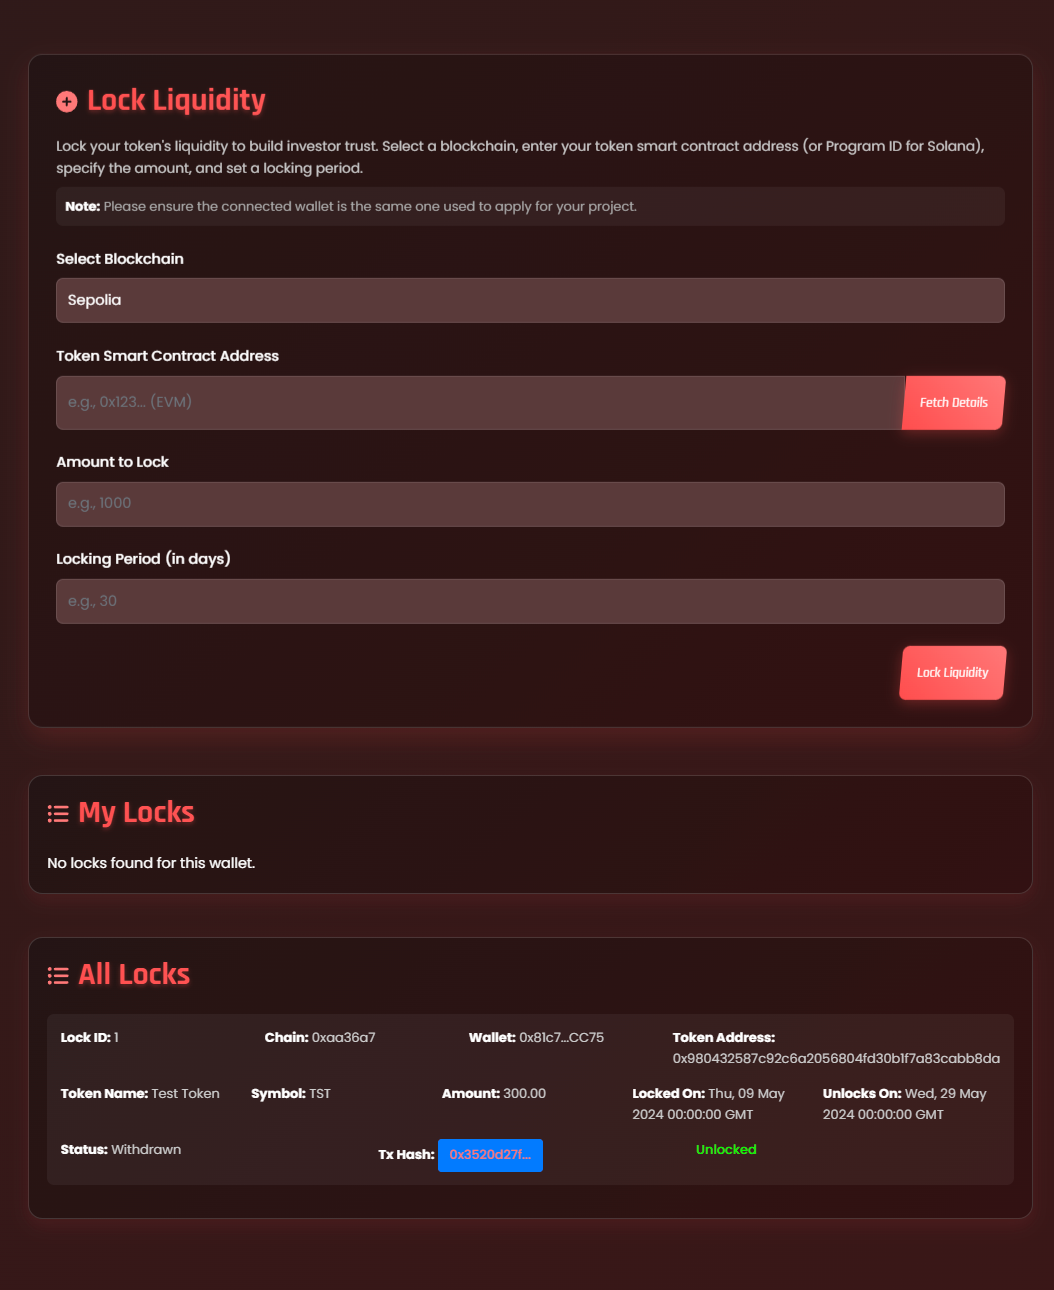 Lock Liquidity
Lock your token's liquidity to build investor trust. Select a blockchain, enter your token smart contract address (or Program ID for Solana),
specify the amount, and set a locking period.
Note: Please ensure the connected wallet is the same one used to apply for your project.
Select Blockchain
Sepolia
Token Smart Contract Address
e.g., 0x123... (EVM)
Fetch Details
Amount to Lock
e.g., 1000
Locking Period (in days)
e.g., 30
Lock Liquidity
My Locks
No locks found for this wallet.
All Locks
Lock ID: 1
Chain: 0xaa36a7
Wallet: 0x81c7...CC75
Token Address:
0x980432587c92c6a2056804fd30b1f7a83cabb8da
Token Name: Test Token
Symbol: TST
Amount: 300.00
Locked On: Thu, 09 May
2024 00:00:00 GMT
Unlocks On: Wed, 29 May
2024 00:00:00 GMT
Status: Withdrawn
Tx Hash: 0x3520d27f...
Unlocked